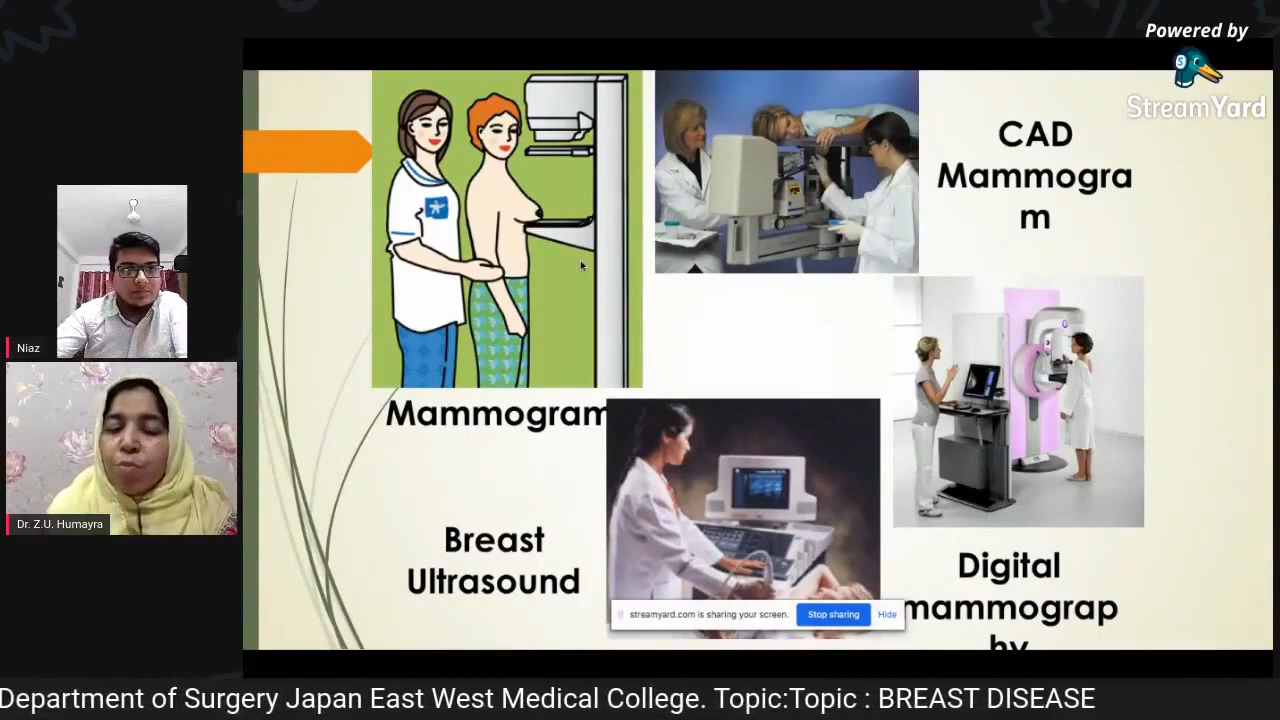 Powered by
StreamYard
CAD
Mammogra
m
Niaz
Mammogram
Dr. Z.U. Humayra
Breast
Ultrasound
Digital
mammograp
hy
streamyard.com is sharing your screen.
Stop sharing
Hide
Department of Surgery Japan East West Medical College. Topic:Topic : BREAST DISEASE